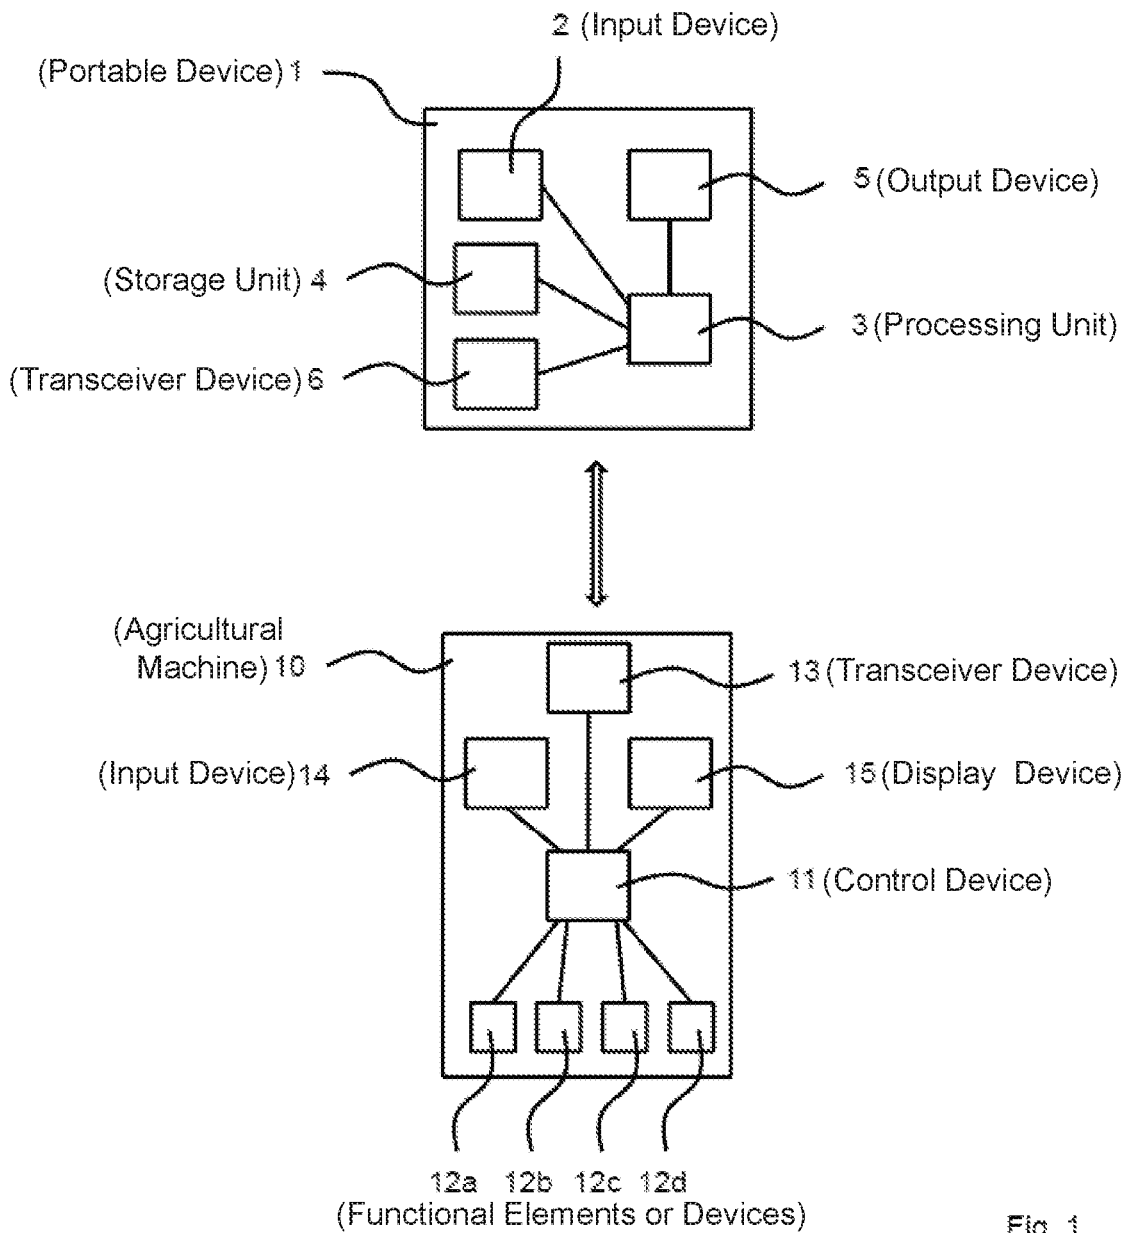 2 (Input Device)
(Portable Device) 1
5 (Output Device)
(Storage Unit) 4
3 (Processing Unit)
(Transceiver Device) 6
(Agricultural
Machine) 10
13 (Transceiver Device)
(Input Device) 14
15 (Display Device)
11 (Control Device)
12a 12b 12c 12d
(Functional Elements or Devices)
Fig. 1